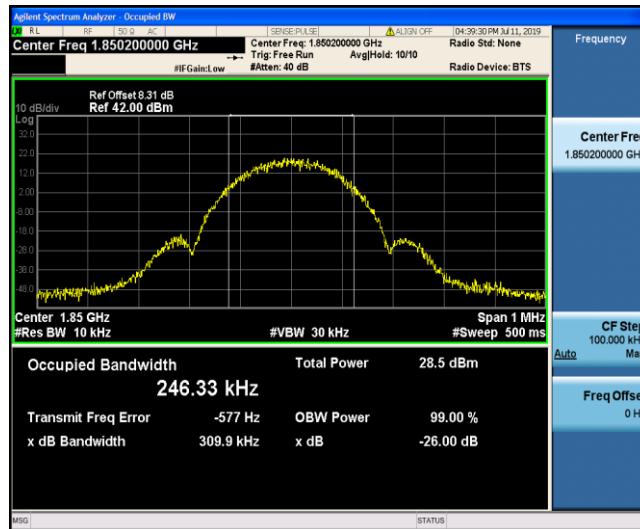 Agilent Spectrum Analyzer - Occupied BW
RL RF 50 Ω AC SENSE:PULSE ALIGN OFF 04:39:30 PM Jul 11, 2019
Center Freq 1.850200000 GHz
Center Freq: 1.850200000 GHz
Radio Std: None
Trig: Free Run Avg|Hold: 10/10
#IFGain:Low #Atten: 40 dB Radio Device: BTS
Frequency
Ref Offset 8.31 dB
10 dB/div Ref 42.00 dBm
Log
32.0
22.0
12.0
2.00
-8.00
-18.0
-28.0
-38.0
-48.0
Center 1.85 GHz Span 1 MHz
#Res BW 10 kHz #VBW 30 kHz #Sweep 500 ms
Occupied Bandwidth Total Power 28.5 dBm
246.33 kHz
Transmit Freq Error -577 Hz OBW Power 99.00 %
x dB Bandwidth 309.9 kHz x dB -26.00 dB
Center Fre
1.850200000 GH
CF Step
100.000 kH
Auto Ma
Freq Offse
0 H
MSG STATUS